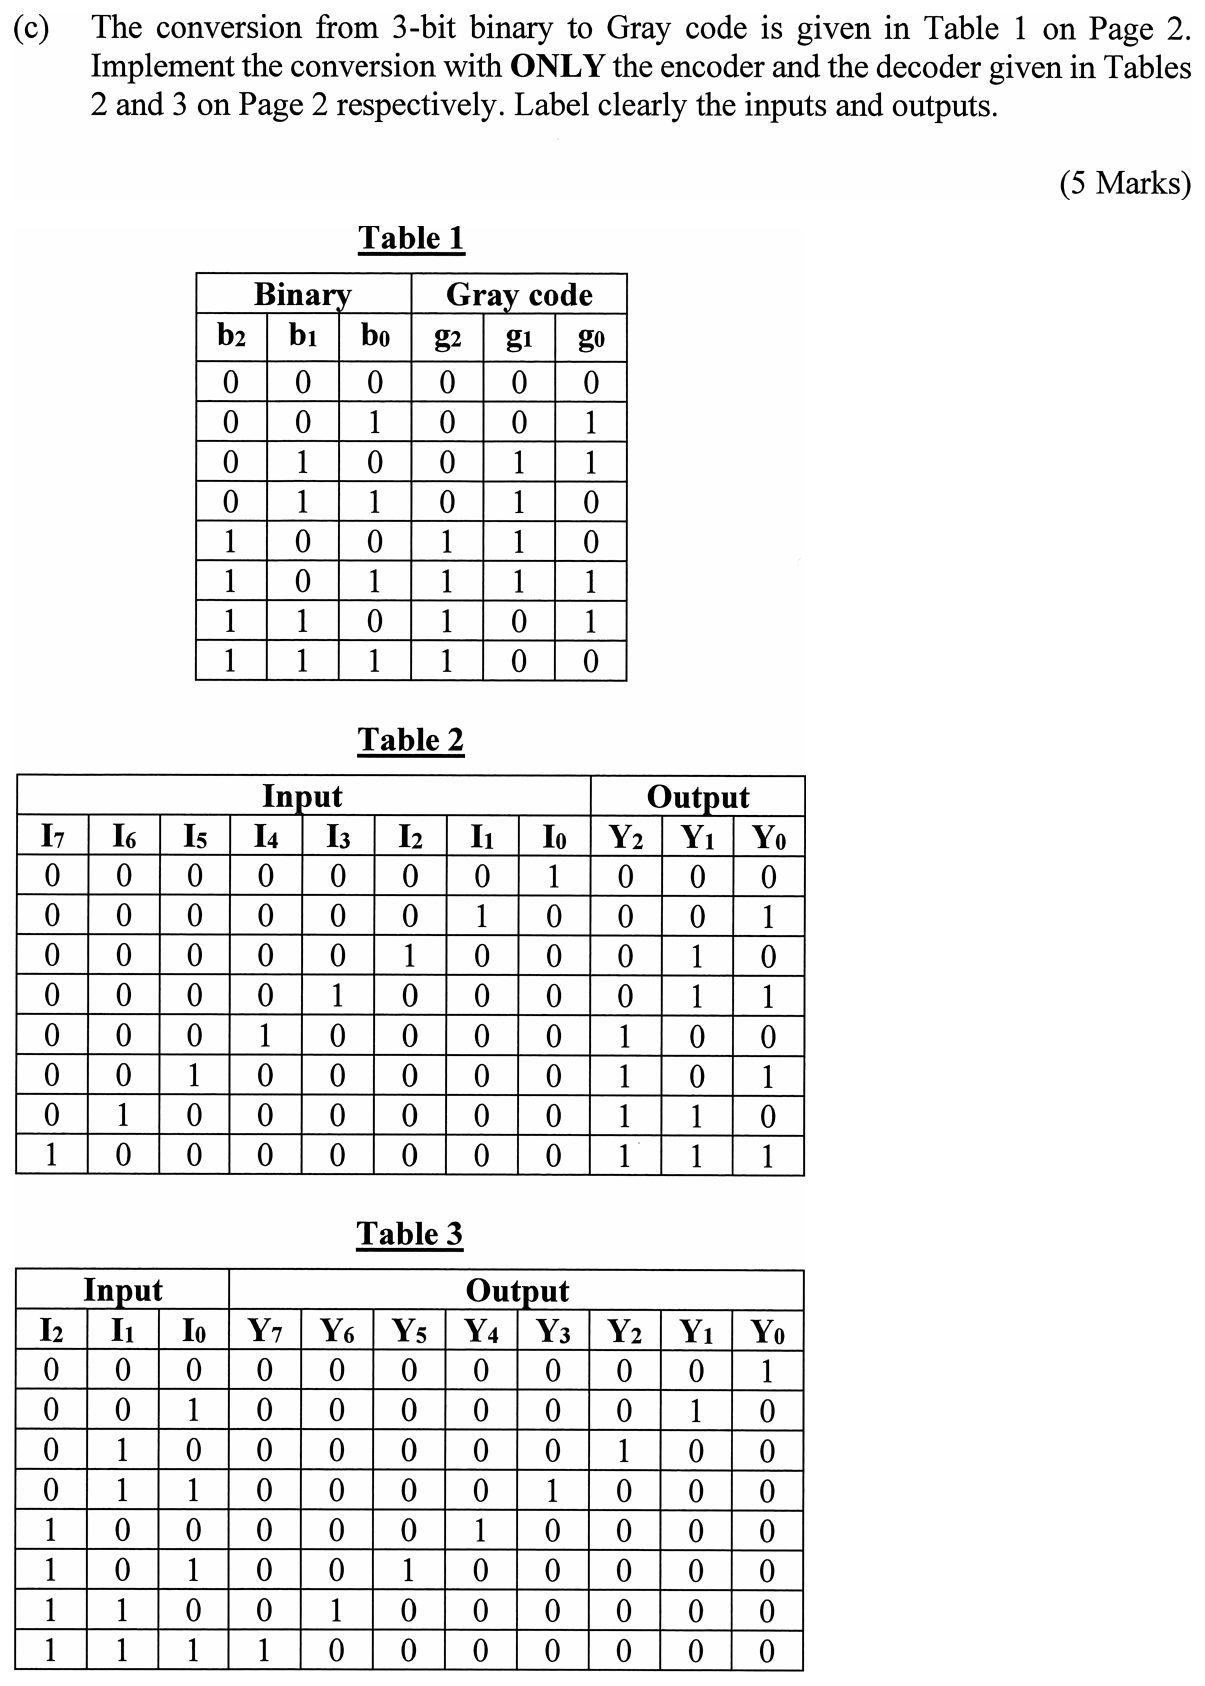 (c) The conversion from 3-bit binary to Gray code is given in Table 1 on Page 2.
Implement the conversion with ONLY the encoder and the decoder given in Tables
2 and 3 on Page 2 respectively. Label clearly the inputs and outputs.
(5 Marks)
Table 1
Binary Gray code
b2 b1 b0 g2 g1 g0
0 0 0 0 0 0
0 0 1 0 0 1
0 1 0 0 1 1
0 1 1 0 1 0
1 0 0 1 1 0
1 0 1 1 1 1
1 1 0 1 0 1
1 1 1 1 0 0
Table 2
Input Output
I7 I6 I5 I4 I3 I2 I1 I0 Y2 Y1 Y0
0 0 0 0 0 0 0 1 0 0 0
0 0 0 0 0 0 1 0 0 0 1
0 0 0 0 0 1 0 0 0 1 0
0 0 0 0 1 0 0 0 0 1 1
0 0 0 1 0 0 0 0 1 0 0
0 0 1 0 0 0 0 0 1 0 1
0 1 0 0 0 0 0 0 1 1 0
1 0 0 0 0 0 0 0 1 1 1
Table 3
Input Output
I2 I1 I0 Y7 Y6 Y5 Y4 Y3 Y2 Y1 Y0
0 0 0 0 0 0 0 0 0 0 1
0 0 1 0 0 0 0 0 0 1 0
0 1 0 0 0 0 0 0 1 0 0
0 1 1 0 0 0 0 1 0 0 0
1 0 0 0 0 0 1 0 0 0 0
1 0 1 0 0 1 0 0 0 0 0
1 1 0 0 1 0 0 0 0 0 0
1 1 1 1 0 0 0 0 0 0 0